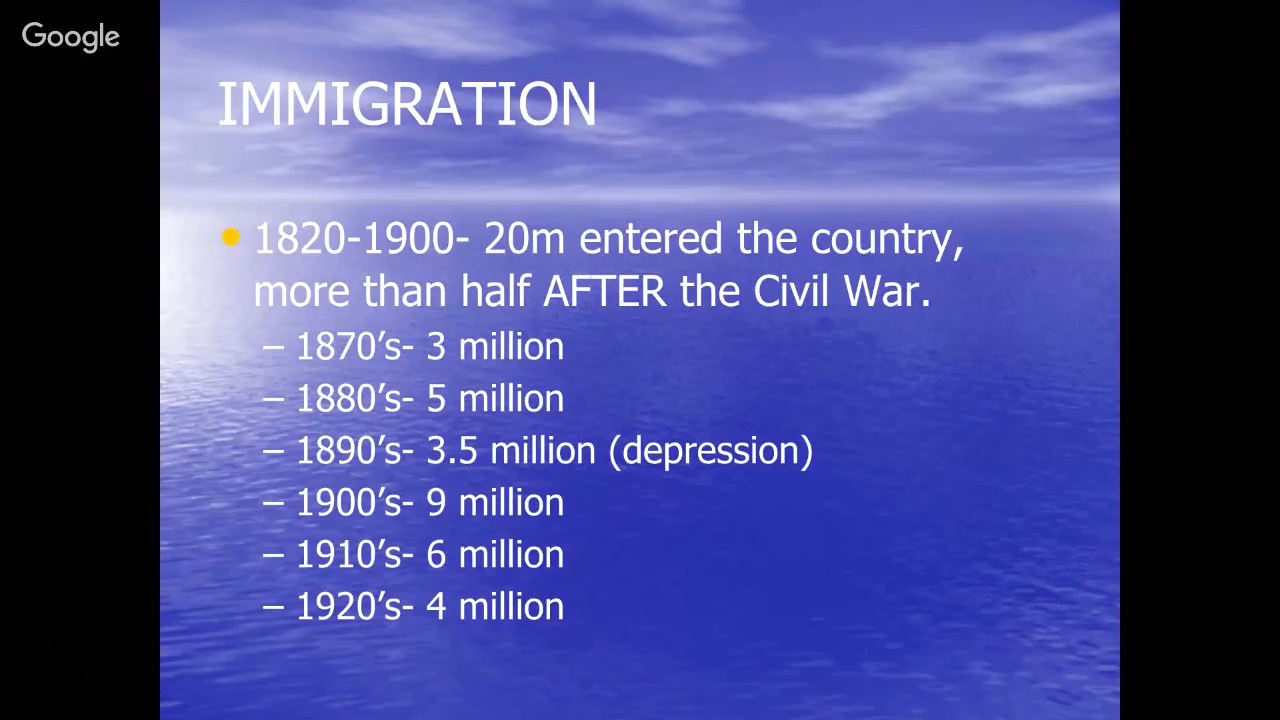 Google
IMMIGRATION
• 1820-1900- 20m entered the country,
more than half AFTER the Civil War.
– 1870’s- 3 million
– 1880’s- 5 million
– 1890’s- 3.5 million (depression)
– 1900’s- 9 million
– 1910’s- 6 million
– 1920’s- 4 million